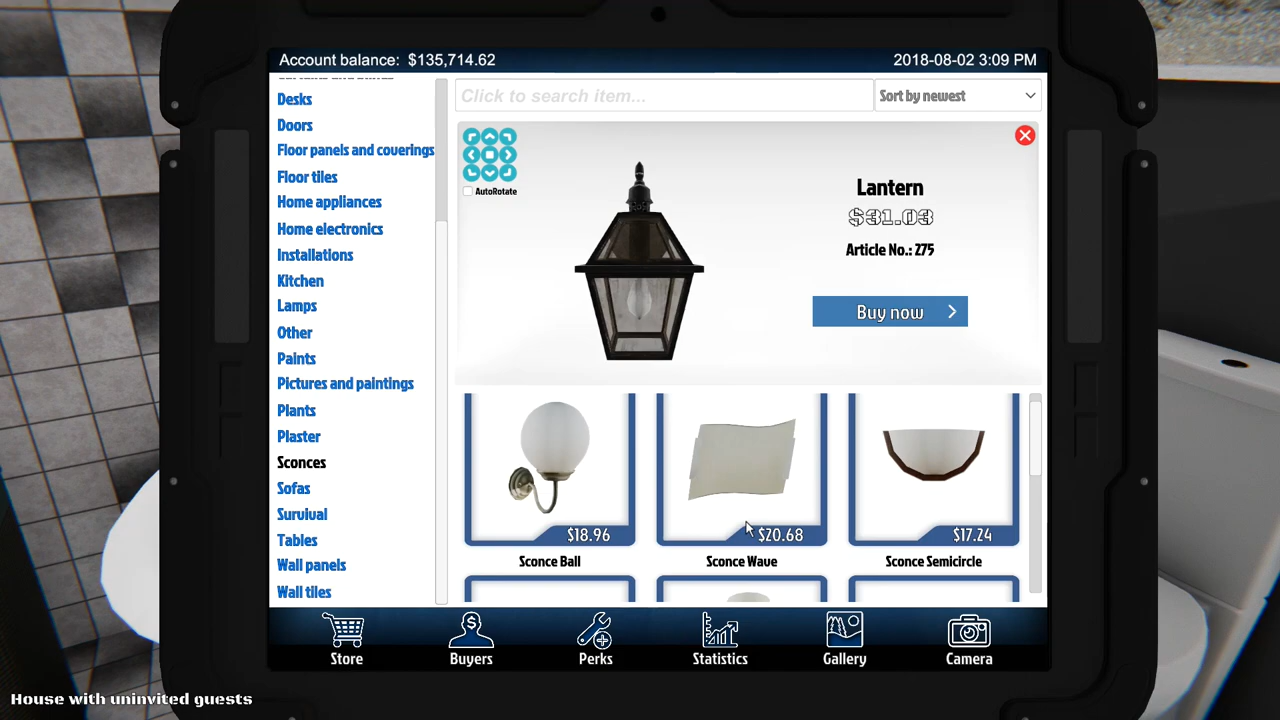 Account balance: $135,714.62
2018-08-02 3:09 PM
Desks
Doors
Floor panels and coverings
Floor tiles
Home appliances
Home electronics
Installations
Kitchen
Lamps
Other
Paints
Pictures and paintings
Plants
Plaster
Sconces
Sofas
Survival
Tables
Wall panels
Wall tiles
Click to search item...
Sort by newest
AutoRotate
Lantern
$31.03
Article No.: 275
Buy now
$18.96
$20.68
$17.24
Sconce Ball
Sconce Wave
Sconce Semicircle
Store
Buyers
Perks
Statistics
Gallery
Camera
House with uninvited guests